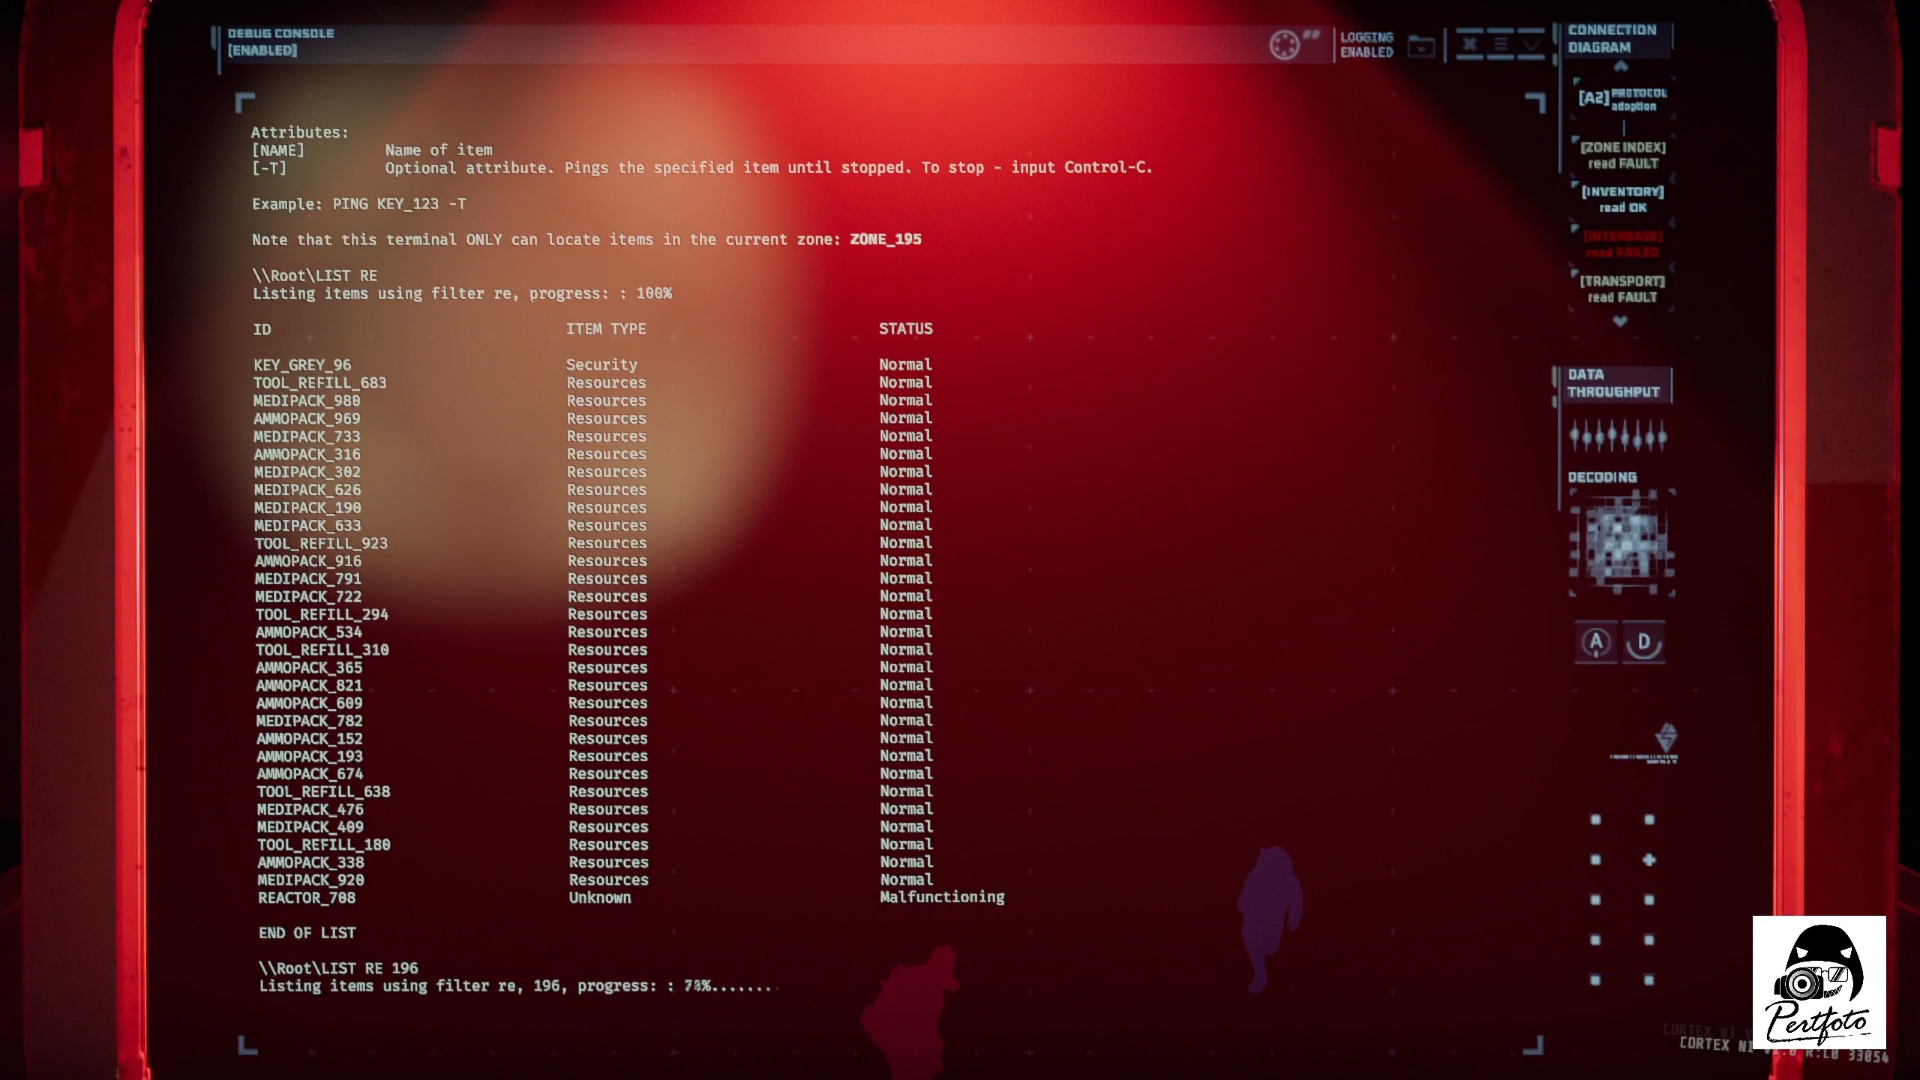 DEBUG CONSOLE
[ENABLED]
LOGGING
ENABLED
Attributes:
[NAME] Name of item
[-T] Optional attribute. Pings the specified item until stopped. To stop - input Control-C.
Example: PING KEY_123 -T
Note that this terminal ONLY can locate items in the current zone: ZONE_195
\\Root\LIST RE
Listing items using filter re, progress: : 100%
ID ITEM TYPE STATUS
KEY_GREY_96 Security Normal
TOOL_REFILL_683 Resources Normal
MEDIPACK_980 Resources Normal
AMMOPACK_969 Resources Normal
MEDIPACK_733 Resources Normal
AMMOPACK_316 Resources Normal
MEDIPACK_302 Resources Normal
MEDIPACK_626 Resources Normal
MEDIPACK_190 Resources Normal
MEDIPACK_633 Resources Normal
TOOL_REFILL_923 Resources Normal
AMMOPACK_916 Resources Normal
MEDIPACK_791 Resources Normal
MEDIPACK_722 Resources Normal
TOOL_REFILL_294 Resources Normal
AMMOPACK_534 Resources Normal
TOOL_REFILL_310 Resources Normal
AMMOPACK_365 Resources Normal
AMMOPACK_821 Resources Normal
AMMOPACK_609 Resources Normal
MEDIPACK_782 Resources Normal
AMMOPACK_152 Resources Normal
AMMOPACK_193 Resources Normal
AMMOPACK_674 Resources Normal
TOOL_REFILL_638 Resources Normal
MEDIPACK_476 Resources Normal
MEDIPACK_409 Resources Normal
TOOL_REFILL_180 Resources Normal
AMMOPACK_338 Resources Normal
MEDIPACK_920 Resources Normal
REACTOR_708 Unknown Malfunctioning
END OF LIST
\\Root\LIST RE 196
Listing items using filter re, 196, progress: :
CONNECTION
DIAGRAM
[A2] PROTOCOL
adoption
[ZONE INDEX]
read FAULT
[INVENTORY]
read OK
[INTERBASE]
read FAILED
[TRANSPORT]
read FAULT
DATA
THROUGHPUT
DECODING
A D
Pertfoto
CORTEX 33054